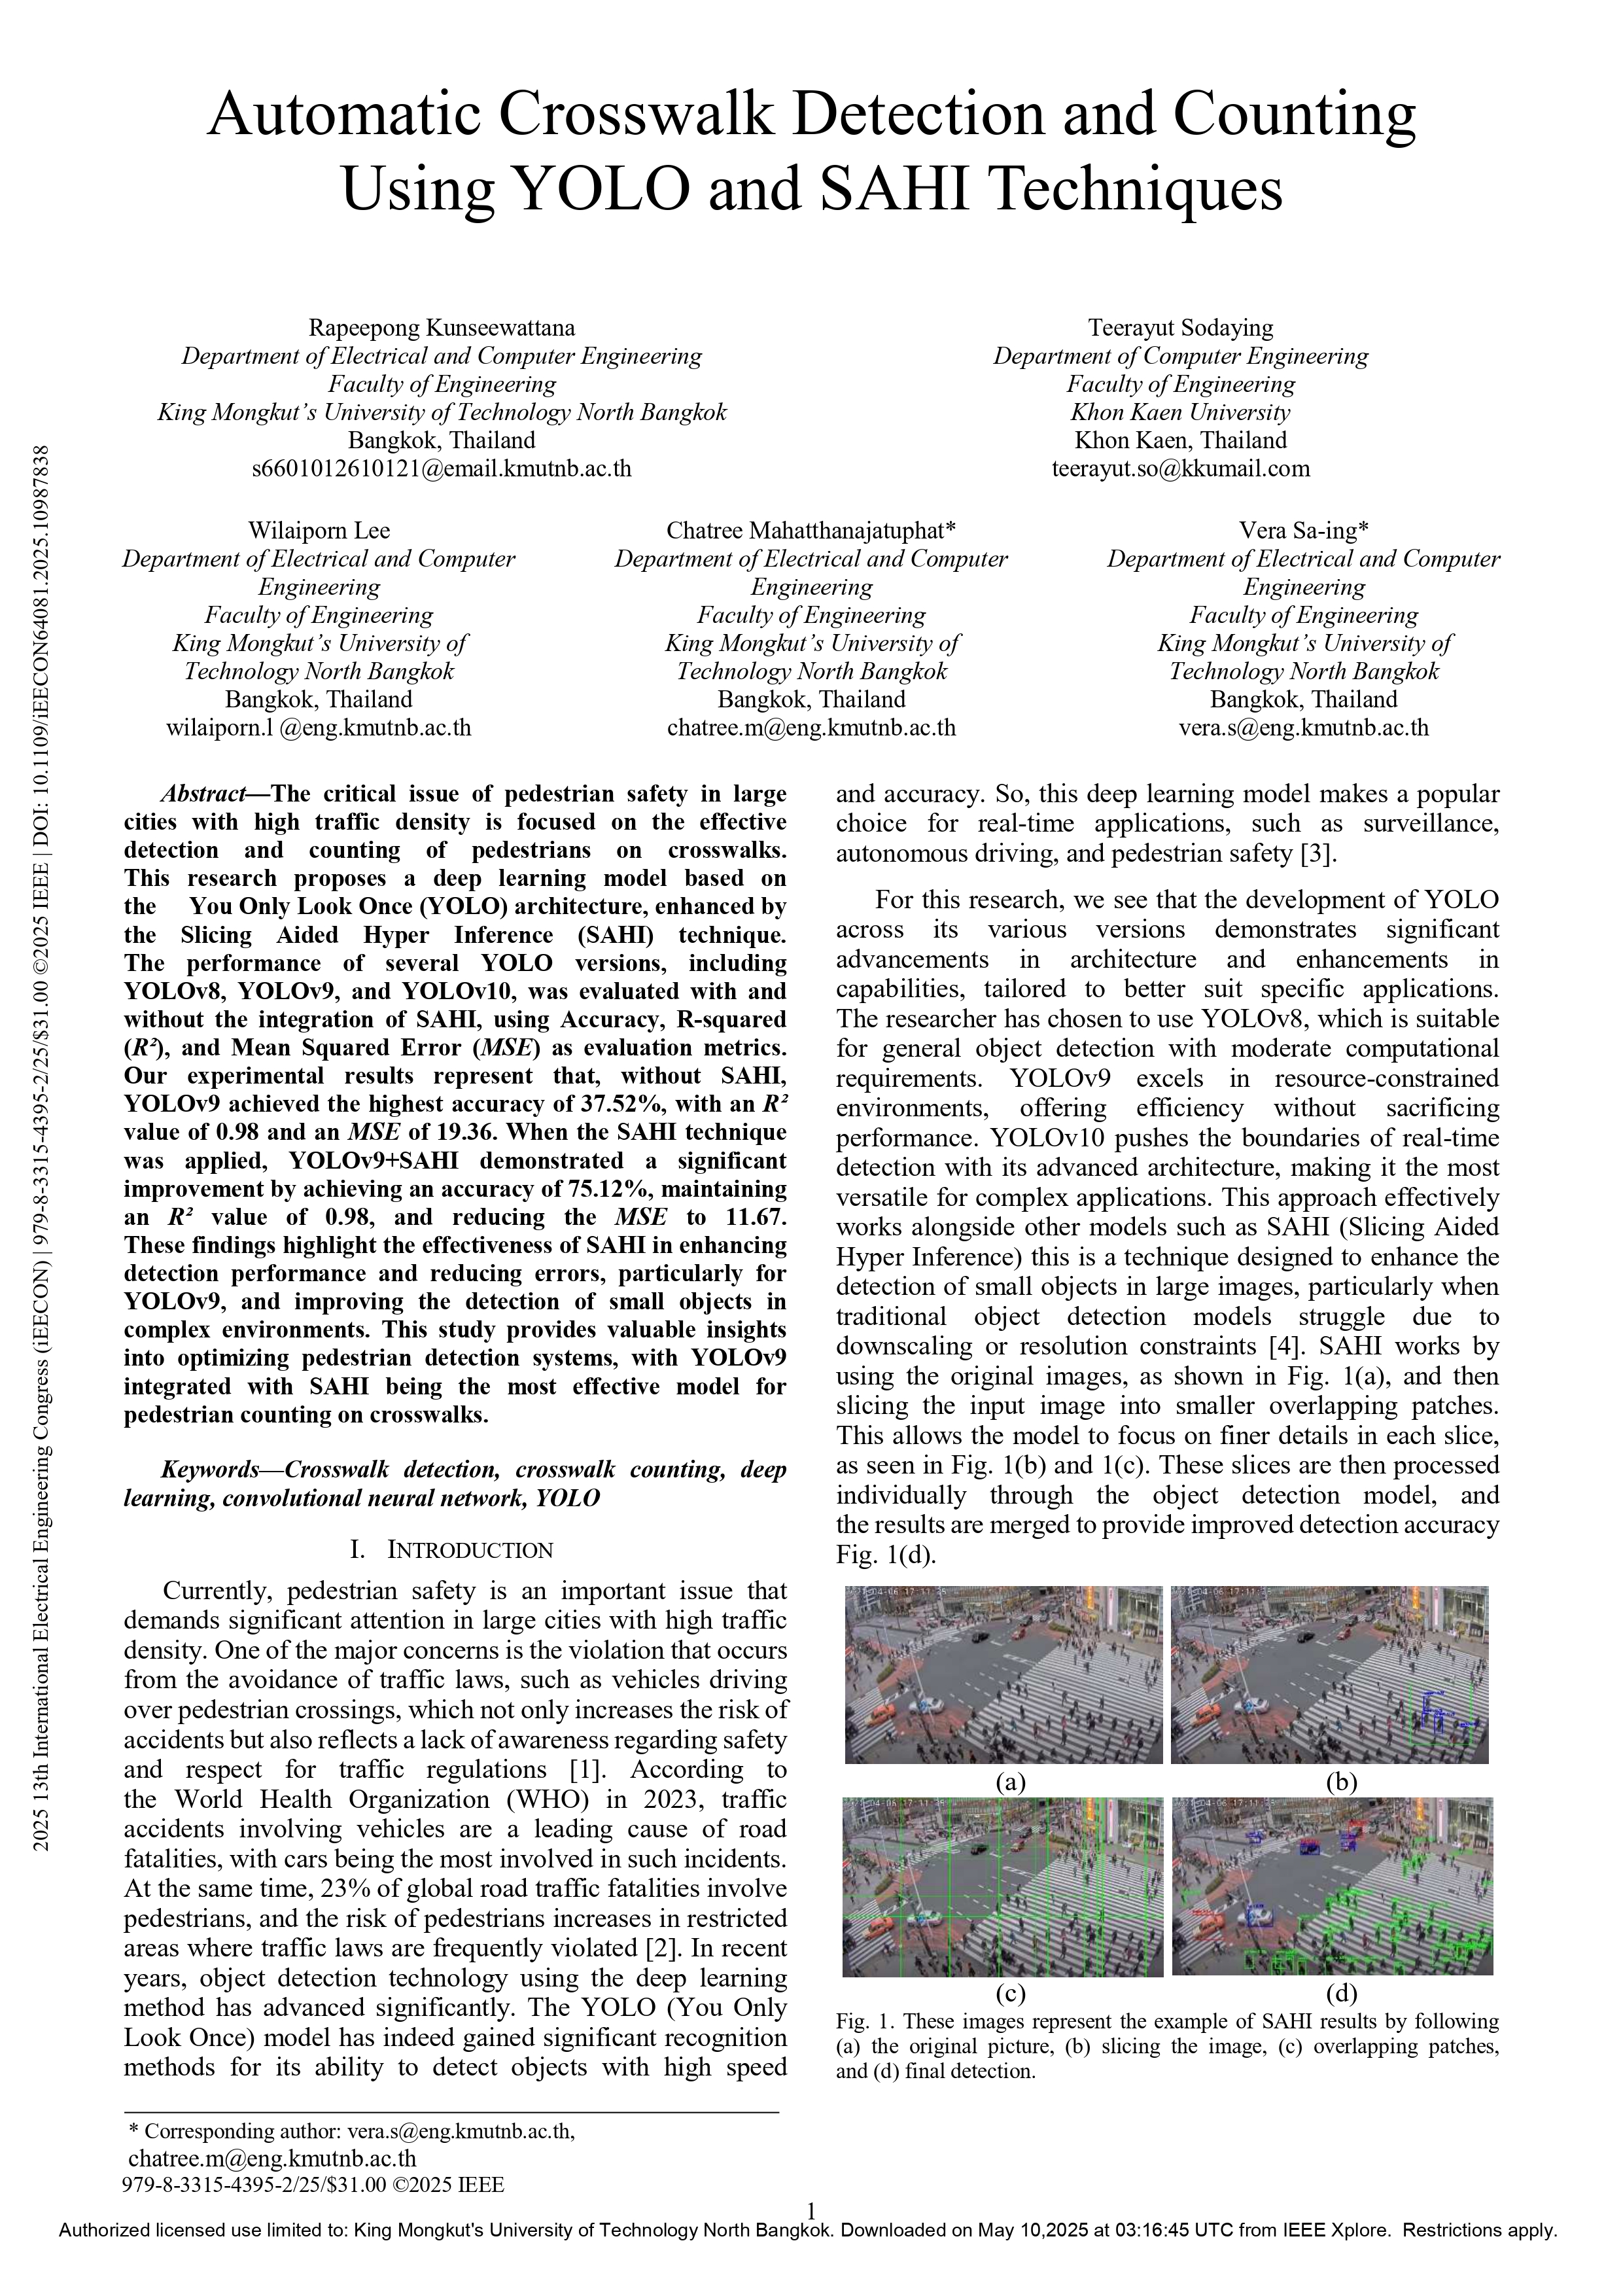 Automatic Crosswalk Detection and Counting
Using YOLO and SAHI Techniques
Rapeepong Kunseewattana
Department of Electrical and Computer Engineering
Faculty of Engineering
King Mongkut’s University of Technology North Bangkok
Bangkok, Thailand
s6601012610121@email.kmutnb.ac.th
Teerayut Sodaying
Department of Computer Engineering
Faculty of Engineering
Khon Kaen University
Khon Kaen, Thailand
teerayut.so@kkumail.com
Wilaiporn Lee
Department of Electrical and Computer
Engineering
Faculty of Engineering
King Mongkut’s University of
Technology North Bangkok
Bangkok, Thailand
wilaiporn.l @eng.kmutnb.ac.th
Chatree Mahatthanajatuphat*
Department of Electrical and Computer
Engineering
Faculty of Engineering
King Mongkut’s University of
Technology North Bangkok
Bangkok, Thailand
chatree.m@eng.kmutnb.ac.th
Vera Sa-ing*
Department of Electrical and Computer
Engineering
Faculty of Engineering
King Mongkut’s University of
Technology North Bangkok
Bangkok, Thailand
vera.s@eng.kmutnb.ac.th
Abstract—The critical issue of pedestrian safety in large
cities with high traffic density is focused on the effective
detection and counting of pedestrians on crosswalks.
This research proposes a deep learning model based on
the You Only Look Once (YOLO) architecture, enhanced by
the Slicing Aided Hyper Inference (SAHI) technique.
The performance of several YOLO versions, including
YOLOv8, YOLOv9, and YOLOv10, was evaluated with and
without the integration of SAHI, using Accuracy, R-squared
(R²), and Mean Squared Error (MSE) as evaluation metrics.
Our experimental results represent that, without SAHI,
YOLOv9 achieved the highest accuracy of 37.52%, with an R²
value of 0.98 and an MSE of 19.36. When the SAHI technique
was applied, YOLOv9+SAHI demonstrated a significant
improvement by achieving an accuracy of 75.12%, maintaining
an R² value of 0.98, and reducing the MSE to 11.67.
These findings highlight the effectiveness of SAHI in enhancing
detection performance and reducing errors, particularly for
YOLOv9, and improving the detection of small objects in
complex environments. This study provides valuable insights
into optimizing pedestrian detection systems, with YOLOv9
integrated with SAHI being the most effective model for
pedestrian counting on crosswalks.
Keywords—Crosswalk detection, crosswalk counting, deep
learning, convolutional neural network, YOLO
I. INTRODUCTION
Currently, pedestrian safety is an important issue that
demands significant attention in large cities with high traffic
density. One of the major concerns is the violation that occurs
from the avoidance of traffic laws, such as vehicles driving
over pedestrian crossings, which not only increases the risk of
accidents but also reflects a lack of awareness regarding safety
and respect for traffic regulations [1]. According to
the World Health Organization (WHO) in 2023, traffic
accidents involving vehicles are a leading cause of road
fatalities, with cars being the most involved in such incidents.
At the same time, 23% of global road traffic fatalities involve
pedestrians, and the risk of pedestrians increases in restricted
areas where traffic laws are frequently violated [2]. In recent
years, object detection technology using the deep learning
method has advanced significantly. The YOLO (You Only
Look Once) model has indeed gained significant recognition
methods for its ability to detect objects with high speed
* Corresponding author: vera.s@eng.kmutnb.ac.th,
chatree.m@eng.kmutnb.ac.th
979-8-3315-4395-2/25/$31.00 ©2025 IEEE
and accuracy. So, this deep learning model makes a popular
choice for real-time applications, such as surveillance,
autonomous driving, and pedestrian safety [3].
For this research, we see that the development of YOLO
across its various versions demonstrates significant
advancements in architecture and enhancements in
capabilities, tailored to better suit specific applications.
The researcher has chosen to use YOLOv8, which is suitable
for general object detection with moderate computational
requirements. YOLOv9 excels in resource-constrained
environments, offering efficiency without sacrificing
performance. YOLOv10 pushes the boundaries of real-time
detection with its advanced architecture, making it the most
versatile for complex applications. This approach effectively
works alongside other models such as SAHI (Slicing Aided
Hyper Inference) this is a technique designed to enhance the
detection of small objects in large images, particularly when
traditional object detection models struggle due to
downscaling or resolution constraints [4]. SAHI works by
using the original images, as shown in Fig. 1(a), and then
slicing the input image into smaller overlapping patches.
This allows the model to focus on finer details in each slice,
as seen in Fig. 1(b) and 1(c). These slices are then processed
individually through the object detection model, and
the results are merged to provide improved detection accuracy
Fig. 1(d).
(a)
(b)
(c)
(d)
Fig. 1. These images represent the example of SAHI results by following
(a) the original picture, (b) slicing the image, (c) overlapping patches,
and (d) final detection.
1
Authorized licensed use limited to: King Mongkut's University of Technology North Bangkok. Downloaded on May 10,2025 at 03:16:45 UTC from IEEE Xplore. Restrictions apply.
2025 13th International Electrical Engineering Congress (iEECON) | 979-8-3315-4395-2/25/$31.00 ©2025 IEEE | DOI: 10.1109/iEECON64081.2025.10987838